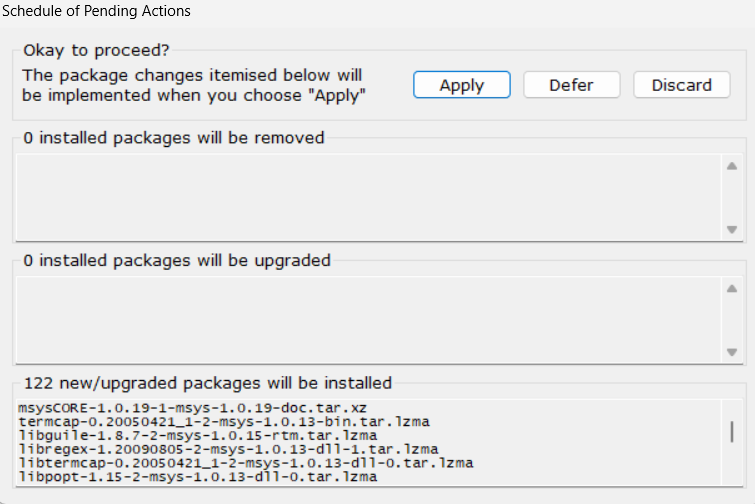 Schedule of Pending Actions
Okay to proceed?
The package changes itemised below will
be implemented when you choose "Apply"
Apply
Defer
Discard
0 installed packages will be removed
0 installed packages will be upgraded
122 new/upgraded packages will be installed
msysCORE-1.0.19-1-msys-1.0.19-doc.tar.xz
termcap-0.20050421_1-2-msys-1.0.13-bin.tar.lzma
libguile-1.8.7-2-msys-1.0.15-rtm.tar.lzma
libregex-1.20090805-2-msys-1.0.13-dll-1.tar.lzma
libtermcap-0.20050421_1-2-msys-1.0.13-dll-0.tar.lzma
libpopt-1.15-2-msys-1.0.13-dll-0.tar.lzma